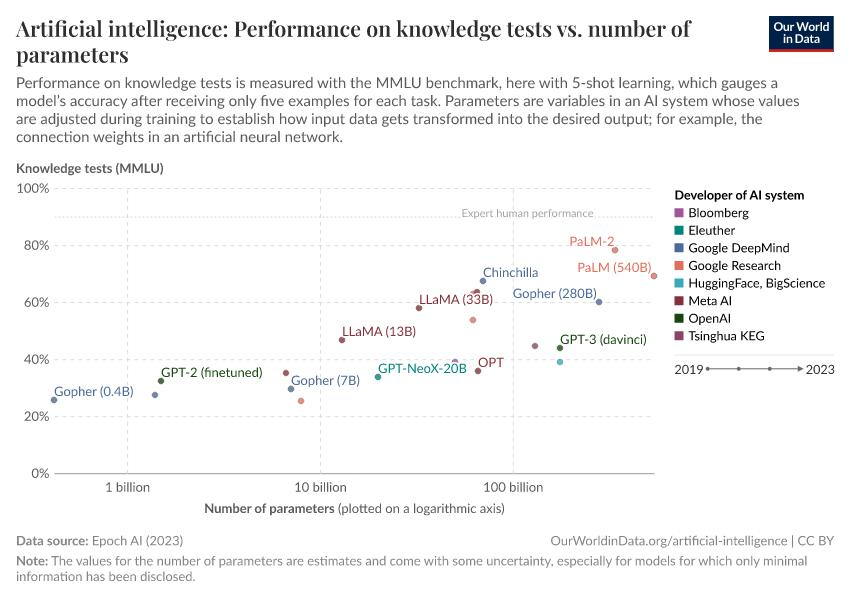 Artificial intelligence: Performance on knowledge tests vs. number of
parameters
Our World
in Data
Performance on knowledge tests is measured with the MMLU benchmark, here with 5-shot learning, which gauges a
model's accuracy after receiving only five examples for each task. Parameters are variables in an AI system whose values
are adjusted during training to establish how input data gets transformed into the desired output; for example, the
connection weights in an artificial neural network.
Knowledge tests (MMLU)
100%
80%
60%
40%
20%
0%
Expert human performance
PaLM-2
PaLM (540B)
Chinchilla
Gopher (280B)
LLaMA (33B)
LLaMA (13B)
GPT-3 (davinci)
OPT
GPT-NeoX-20B
GPT-2 (finetuned)
Gopher (7B)
Gopher (0.4B)
1 billion
10 billion
100 billion
Number of parameters (plotted on a logarithmic axis)
Developer of AI system
Bloomberg
Eleuther
Google DeepMind
Google Research
HuggingFace, BigScience
Meta AI
OpenAI
Tsinghua KEG
2019
2023
Data source: Epoch AI (2023)
OurWorldinData.org/artificial-intelligence | CC BY
Note: The values for the number of parameters are estimates and come with some uncertainty, especially for models for which only minimal
information has been disclosed.